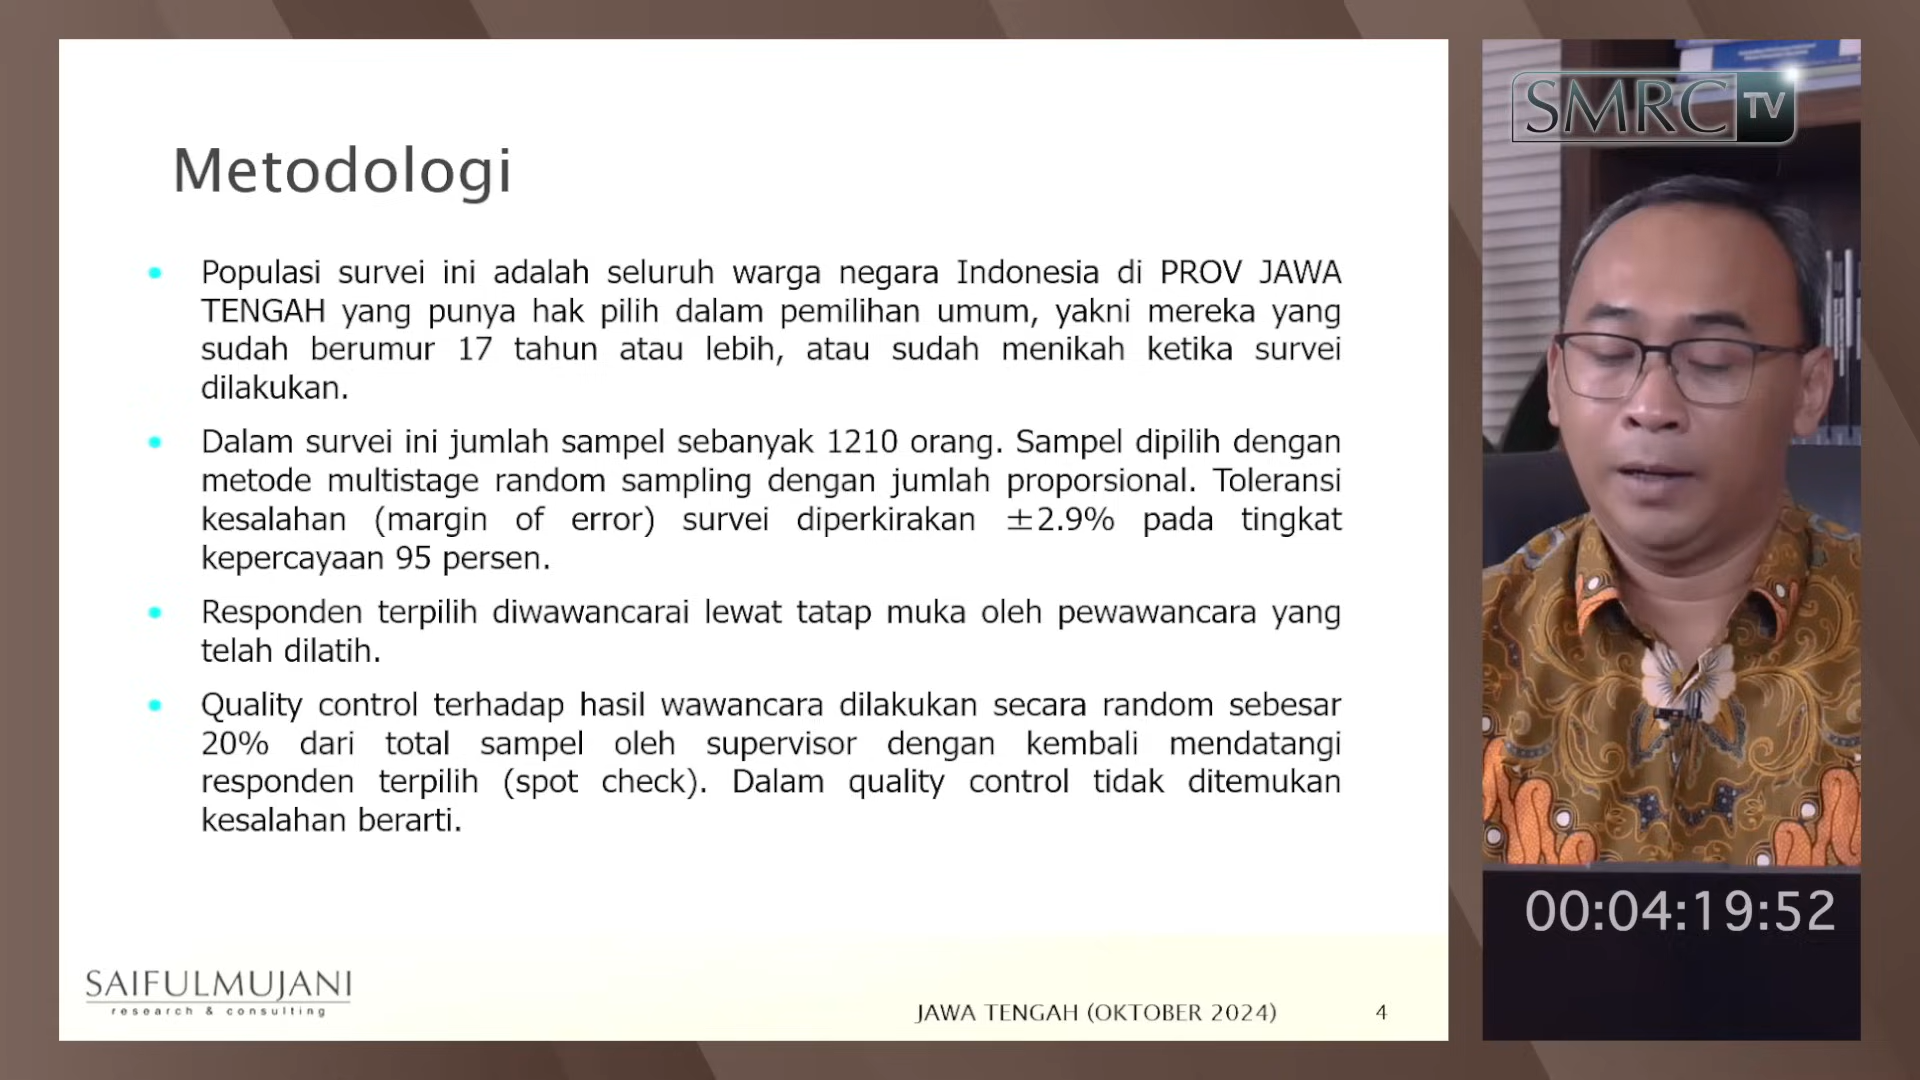 Metodologi
Populasi survei ini adalah seluruh warga negara Indonesia di PROV JAWA
TENGAH yang punya hak pilih dalam pemilihan umum, yakni mereka yang
sudah berumur 17 tahun atau lebih, atau sudah menikah ketika survei
dilakukan.
Dalam survei ini jumlah sampel sebanyak 1210 orang. Sampel dipilih dengan
metode multistage random sampling dengan jumlah proporsional. Toleransi
kesalahan (margin of error) survei diperkirakan ±2.9% pada tingkat
kepercayaan 95 persen.
Responden terpilih diwawancarai lewat tatap muka oleh pewawancara yang
telah dilatih.
Quality control terhadap hasil wawancara dilakukan secara random sebesar
20% dari total sampel oleh supervisor dengan kembali mendatangi
responden terpilih (spot check). Dalam quality control tidak ditemukan
kesalahan berarti.
SAIFULMUJANI
research & consulting
JAWA TENGAH (OKTOBER 2024) 4
SMRC TV
00:04:19:52